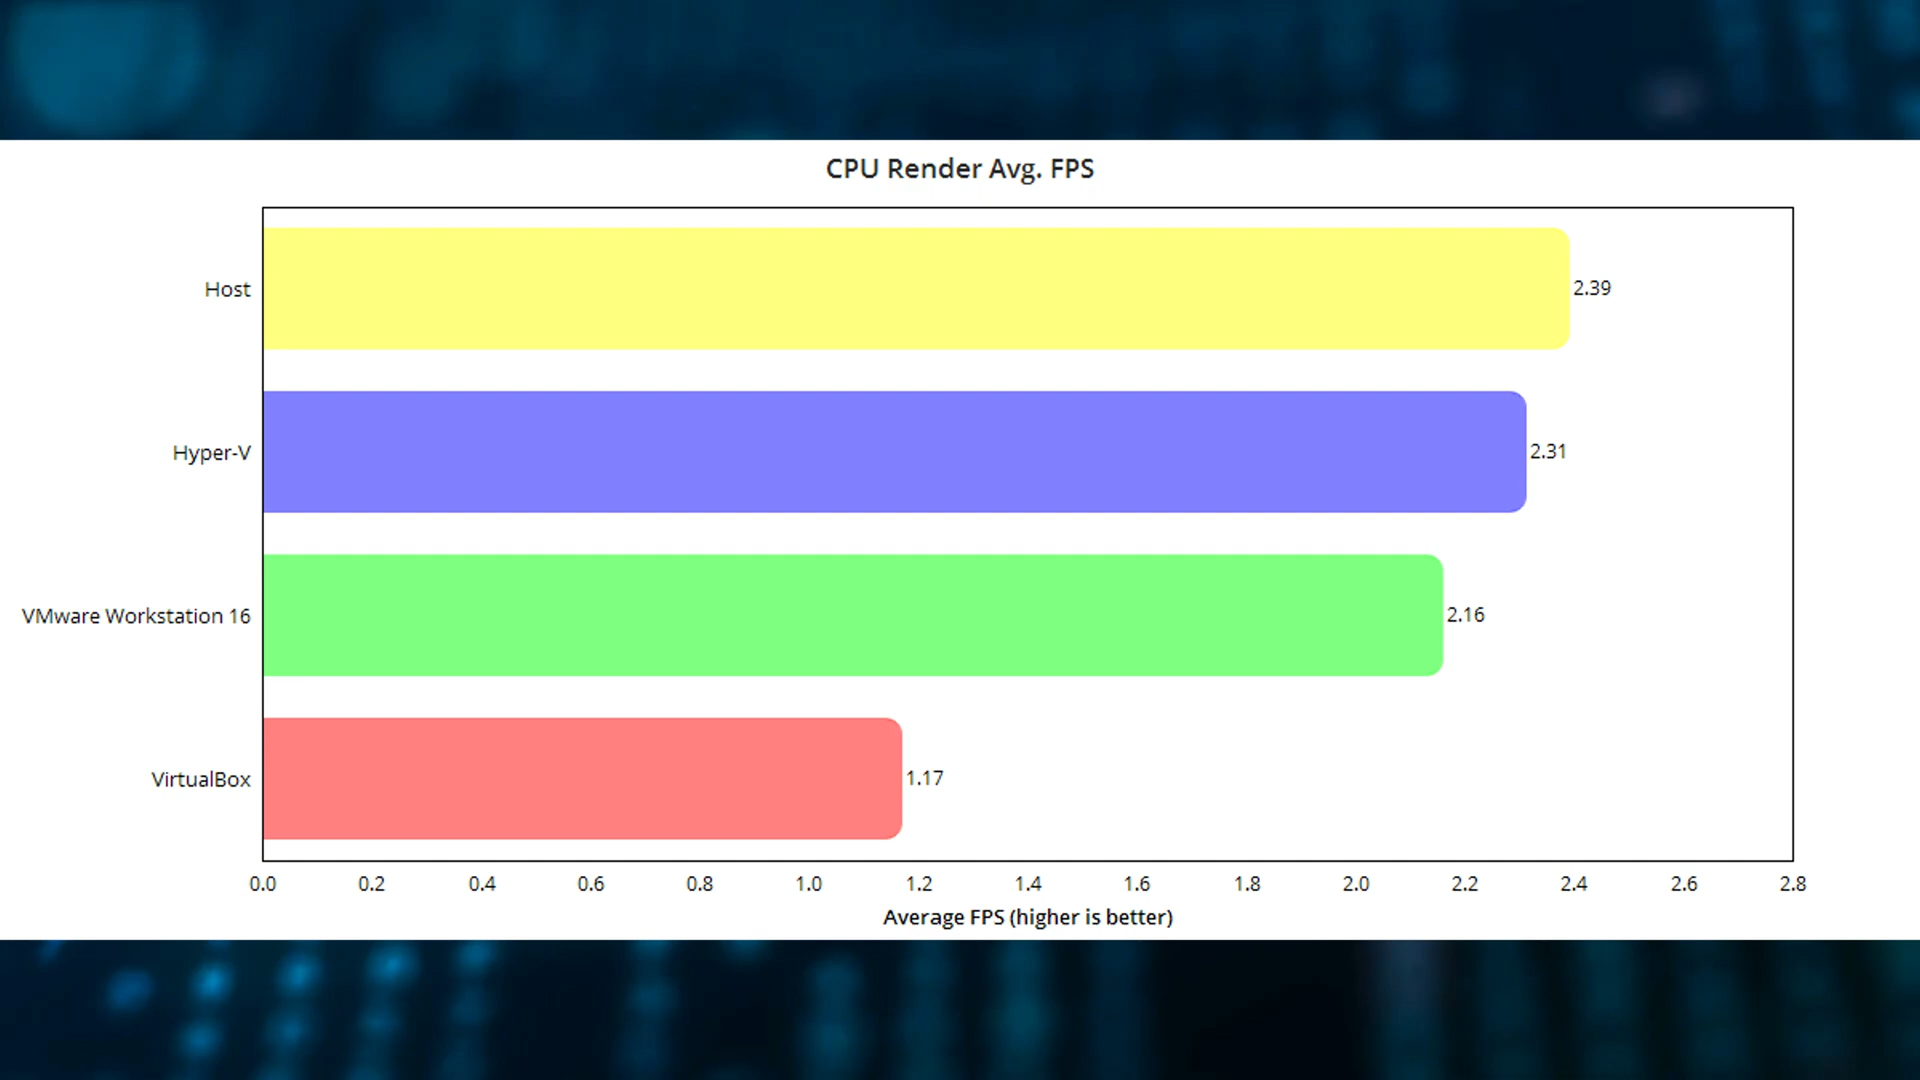 CPU Render Avg. FPS
Host
2.39
Hyper-V
2.31
VMware Workstation 16
2.16
VirtualBox
1.17
0.0 0.2 0.4 0.6 0.8 1.0 1.2 1.4 1.6 1.8 2.0 2.2 2.4 2.6 2.8
Average FPS (higher is better)